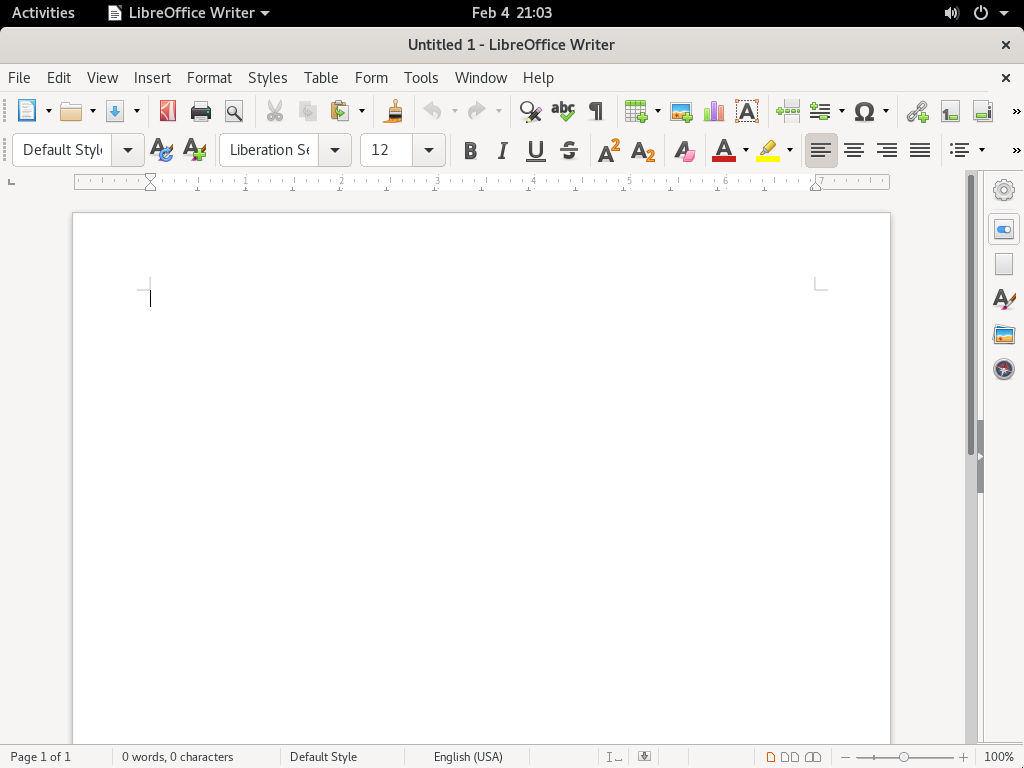 Activities LibreOffice Writer Feb 4 21:03
Untitled 1 - LibreOffice Writer
File Edit View Insert Format Styles Table Form Tools Window Help
Default Style Liberation Se 12
1 2 3 4 5 6 7
Page 1 of 1 0 words, 0 characters Default Style English (USA) 100%